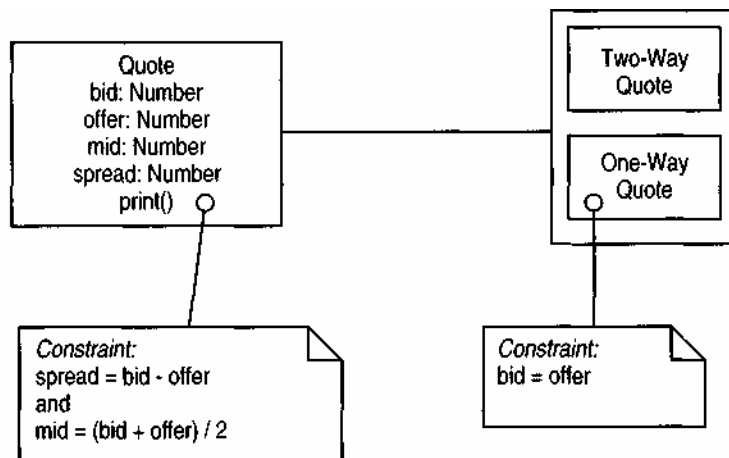 Quote
bid: Number
offer: Number
mid: Number
spread: Number
print()
Two-Way
Quote
One-Way
Quote
Constraint:
spread = bid - offer
and
mid = (bid + offer) / 2
Constraint:
bid = offer